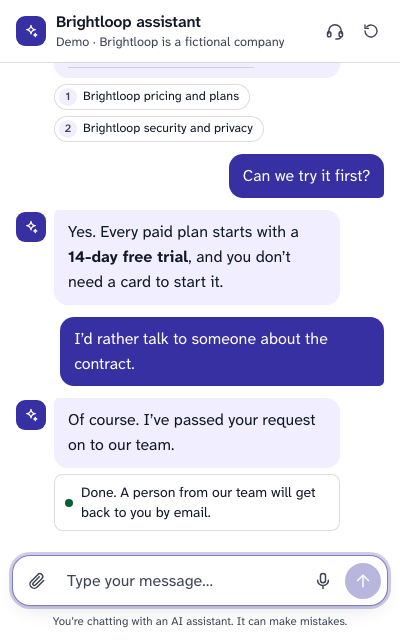 Brightloop assistant
Demo · Brightloop is a fictional company
1 Brightloop pricing and plans
2 Brightloop security and privacy
Can we try it first?
Yes. Every paid plan starts with a
14-day free trial, and you don’t
need a card to start it.
I’d rather talk to someone about the
contract.
Of course. I’ve passed your request
on to our team.
Done. A person from our team will get
back to you by email.
Type your message...
You’re chatting with an AI assistant. It can make mistakes.